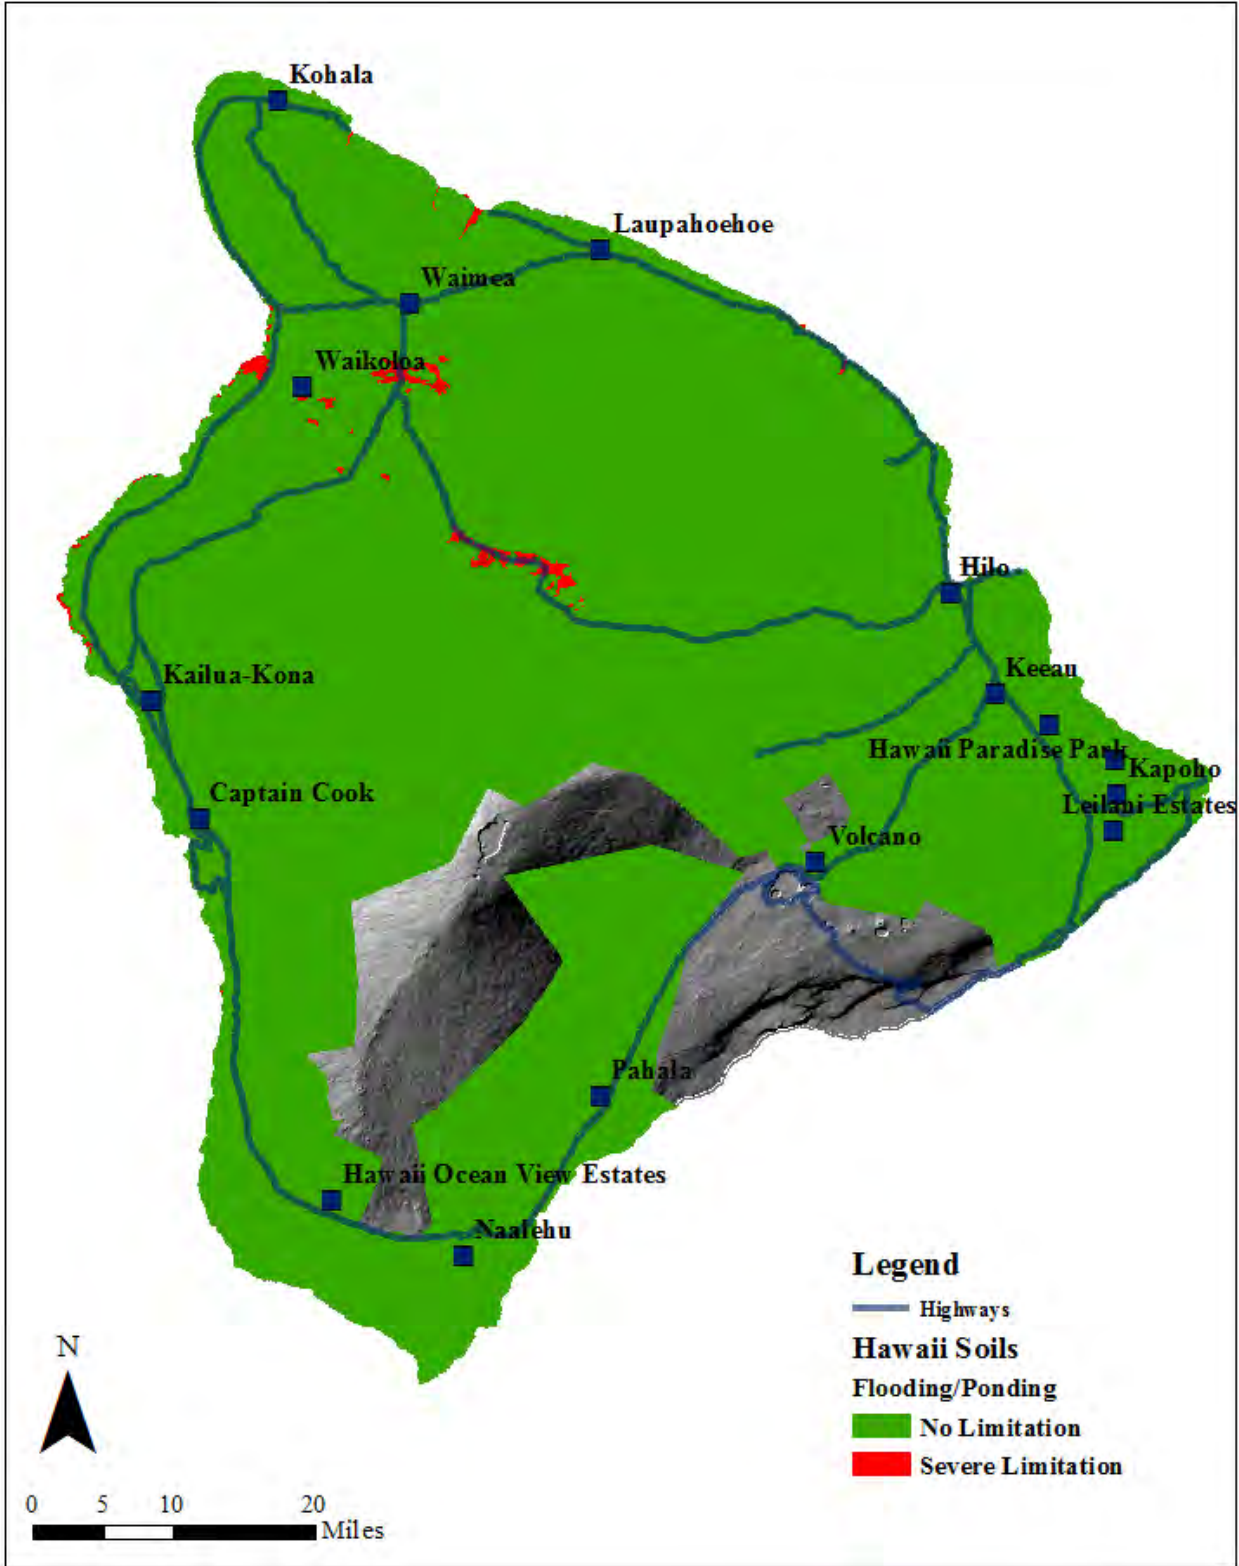 Kohala
Laupahoehoe
Waimea
Waikoloa
Hilo
Keeau
Kailua-Kona
Hawaii Paradise Park
Kapoho
Captain Cook
Leilani Estates
Volcano
Pahala
Hawaii Ocean View Estates
Naalehu
Legend
Highways
Hawaii Soils
Flooding/Ponding
No Limitation
Severe Limitation
N
0 5 10 20
Miles